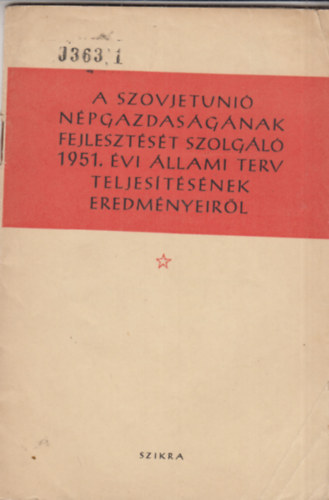 J363.1
A SZOVJETUNIÓ
NÉPGAZDASÁGÁNAK
FEJLESZTÉSÉT SZOLGÁLÓ
1951. ÉVI ÁLLAMI TERV
TELJESÍTÉSÉNEK
EREDMÉNYEIRŐL
SZIKRA